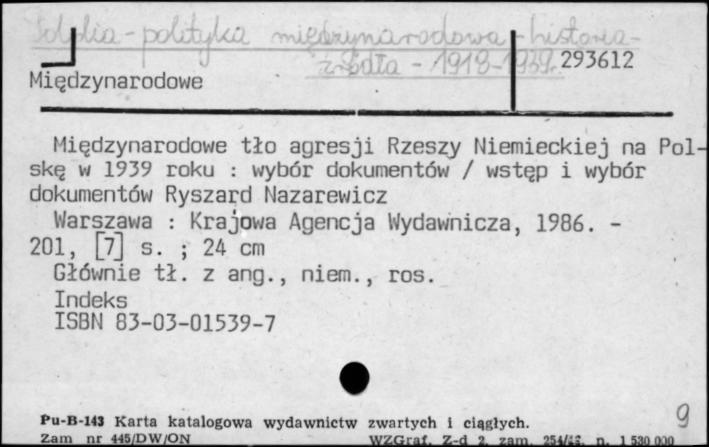 Polska - polityka międzynarodowa - historia -
źródła - 1918-1939. 293612
Międzynarodowe
Międzynarodowe tło agresji Rzeszy Niemieckiej na Pol-
skę w 1939 roku : wybór dokumentów / wstęp i wybór
dokumentów Ryszard Nazarewicz
Warszawa : Krajowa Agencja Wydawnicza, 1986. -
201, [7] s. ; 24 cm
Głównie tł. z ang., niem., ros.
Indeks
ISBN 83-03-01539-7
9
Pu-B-143 Karta katalogowa wydawnictw zwartych i ciągłych.
Zam nr 445/DW/ON WZGraf. Z-d 2, zam. n. 1 530 000